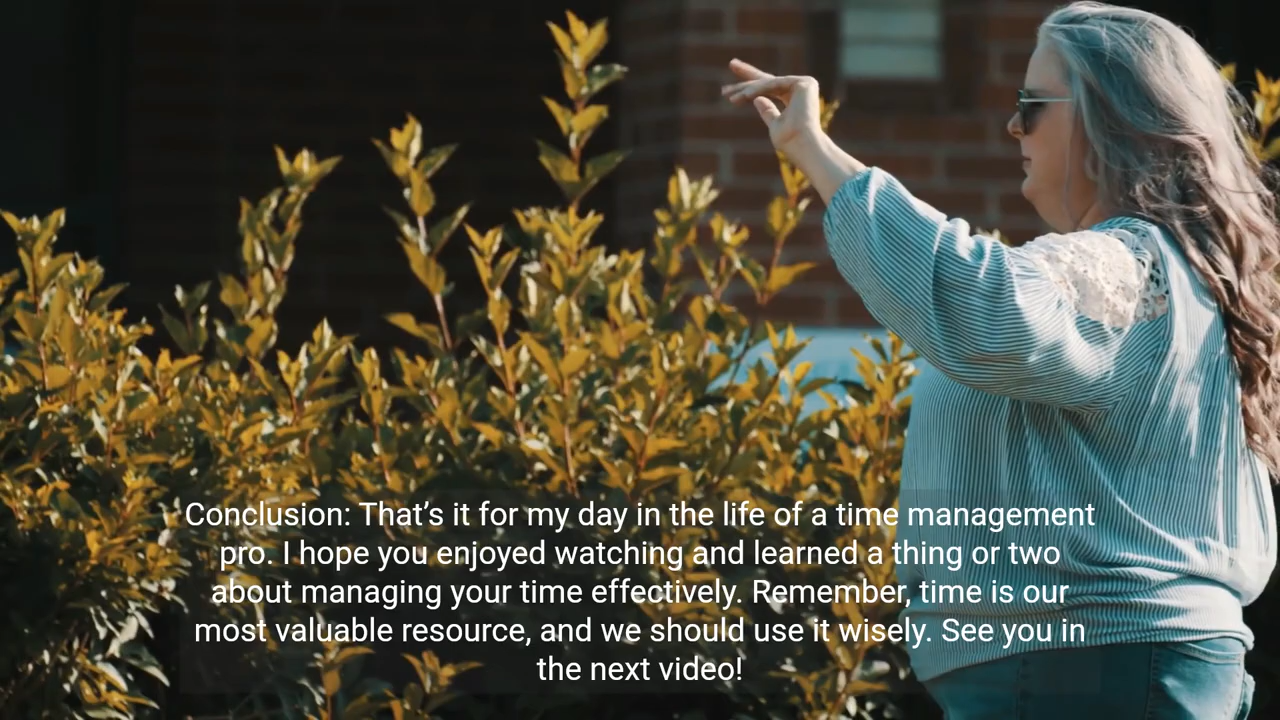 Conclusion: That’s it for my day in the life of a time management
pro. I hope you enjoyed watching and learned a thing or two
about managing your time effectively. Remember, time is our
most valuable resource, and we should use it wisely. See you in
the next video!